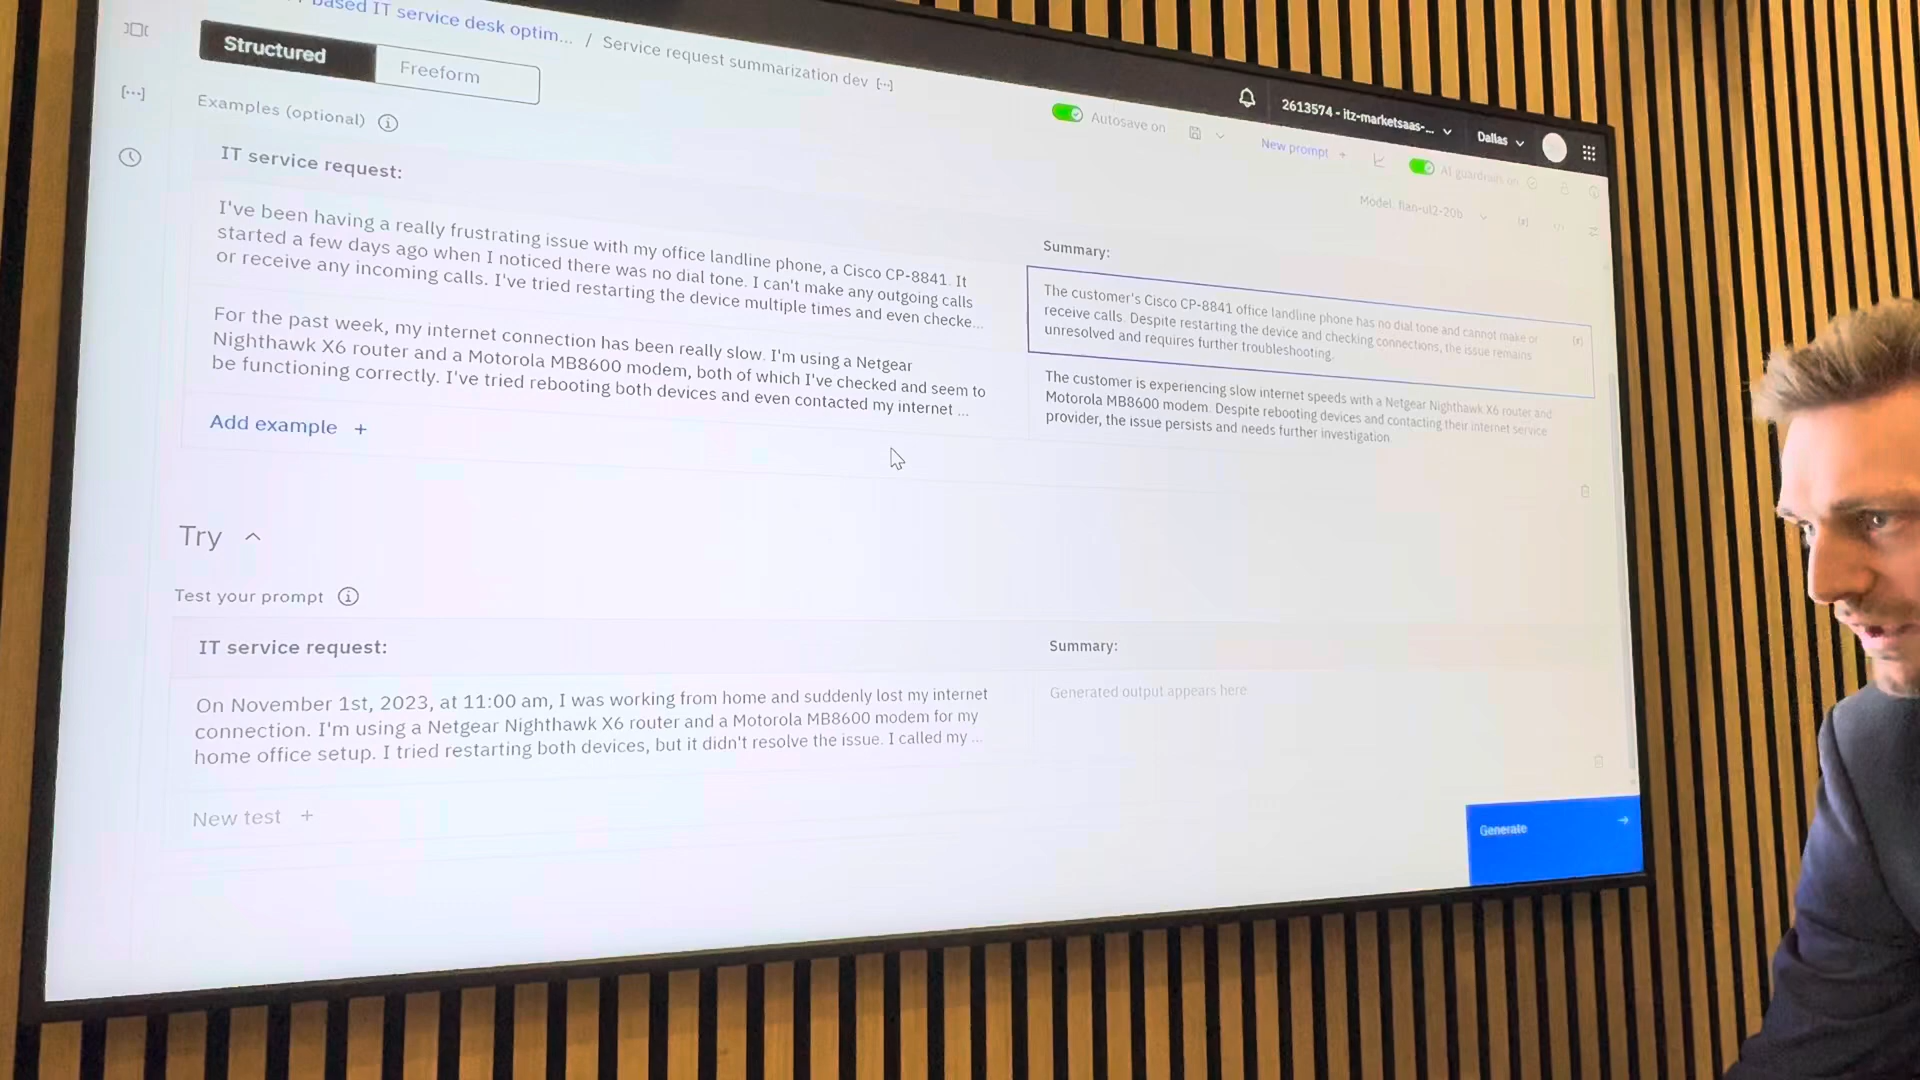 based IT service desk optim... / Service request summarization dev
2613574 - itz-marketsaas-...
Dallas
Structured
Freeform
Autosave on
New prompt +
AI guardrails on
Examples (optional)
Model: flan-ul2-20b
IT service request:
Summary:
I've been having a really frustrating issue with my office landline phone, a Cisco CP-8841. It
started a few days ago when I noticed there was no dial tone. I can't make any outgoing calls
or receive any incoming calls. I've tried restarting the device multiple times and even checke...
The customer's Cisco CP-8841 office landline phone has no dial tone and cannot make or
receive calls. Despite restarting the device and checking connections, the issue remains
unresolved and requires further troubleshooting.
For the past week, my internet connection has been really slow. I'm using a Netgear
Nighthawk X6 router and a Motorola MB8600 modem, both of which I've checked and seem to
be functioning correctly. I've tried rebooting both devices and even contacted my internet ...
The customer is experiencing slow internet speeds with a Netgear Nighthawk X6 router and
Motorola MB8600 modem. Despite rebooting devices and contacting their internet service
provider, the issue persists and needs further investigation
Add example +
Try
Test your prompt
IT service request:
Summary:
On November 1st, 2023, at 11:00 am, I was working from home and suddenly lost my internet
connection. I'm using a Netgear Nighthawk X6 router and a Motorola MB8600 modem for my
home office setup. I tried restarting both devices, but it didn't resolve the issue. I called my ...
Generated output appears here
New test +
Generate